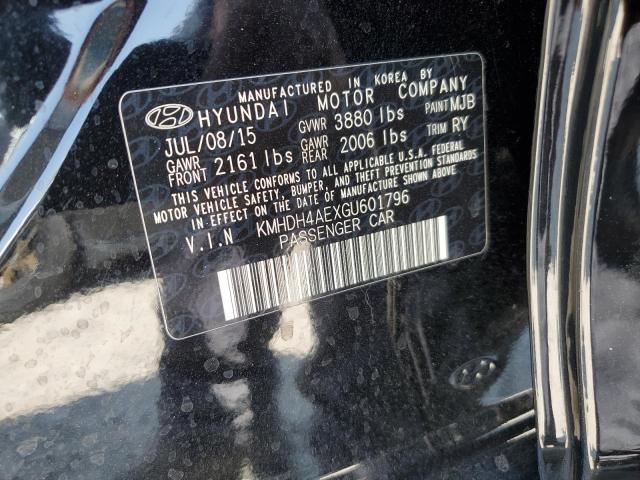 MANUFACTURED IN KOREA BY
HYUNDAI MOTOR COMPANY
JUL/08/15 GVWR 3880 lbs PAINT MJB
GAWR FRONT 2161 lbs GAWR REAR 2006 lbs TRIM RY
THIS VEHICLE CONFORMS TO ALL APPLICABLE U.S.A. FEDERAL
MOTOR VEHICLE SAFETY, BUMPER, AND THEFT PREVENTION STANDARDS
IN EFFECT ON THE DATE OF MANUFACTURE SHOWN ABOVE.
V.I.N KMHDH4AEXGU601796
PASSENGER CAR